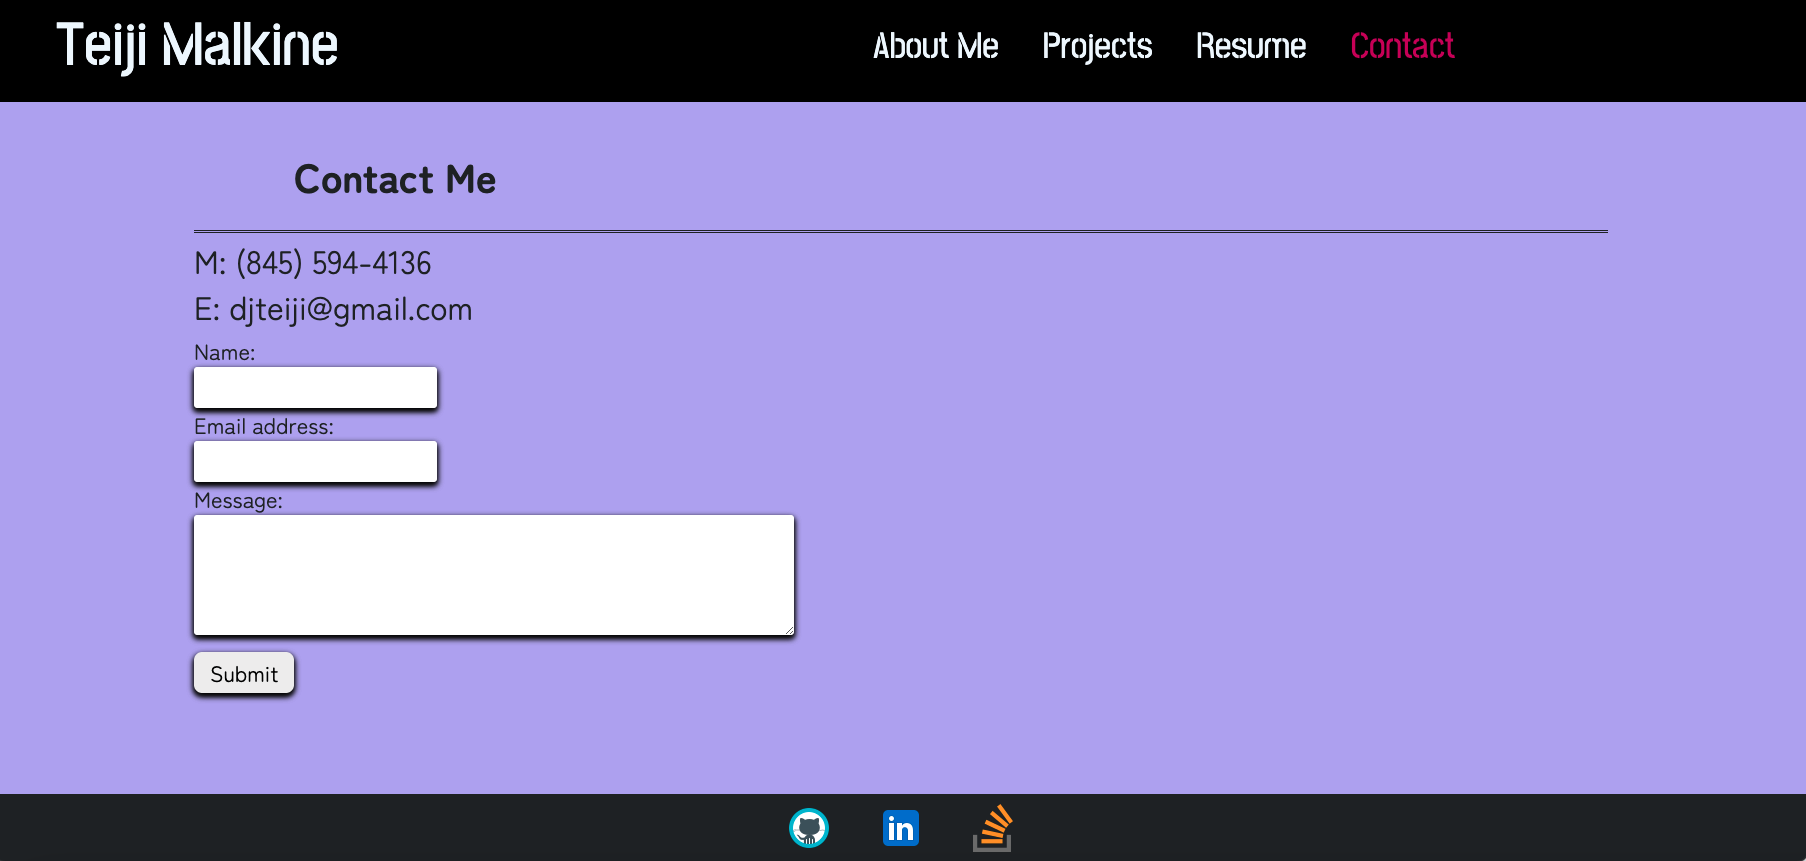 Teiji Malkine
About Me Projects Resume Contact
Contact Me
M: (845) 594-4136
E: djteiji@gmail.com
Name:
Email address:
Message:
Submit
in